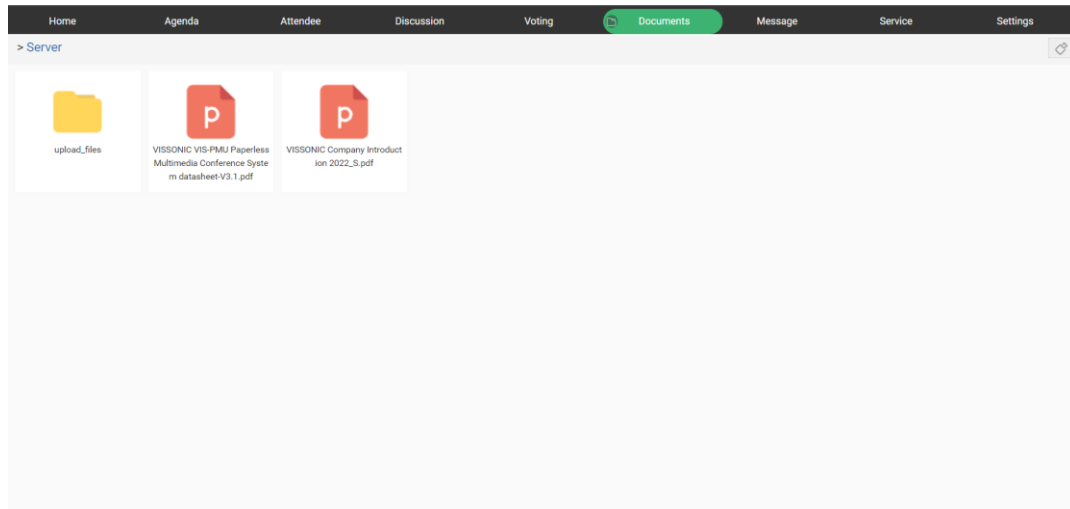 Home Agenda Attendee Discussion Voting Documents Message Service Settings
> Server
upload_files
VISSONIC VIS-PMU Paperless
Multimedia Conference Syste
m datasheet-V3.1.pdf
VISSONIC Company Introduct
ion 2022_S.pdf